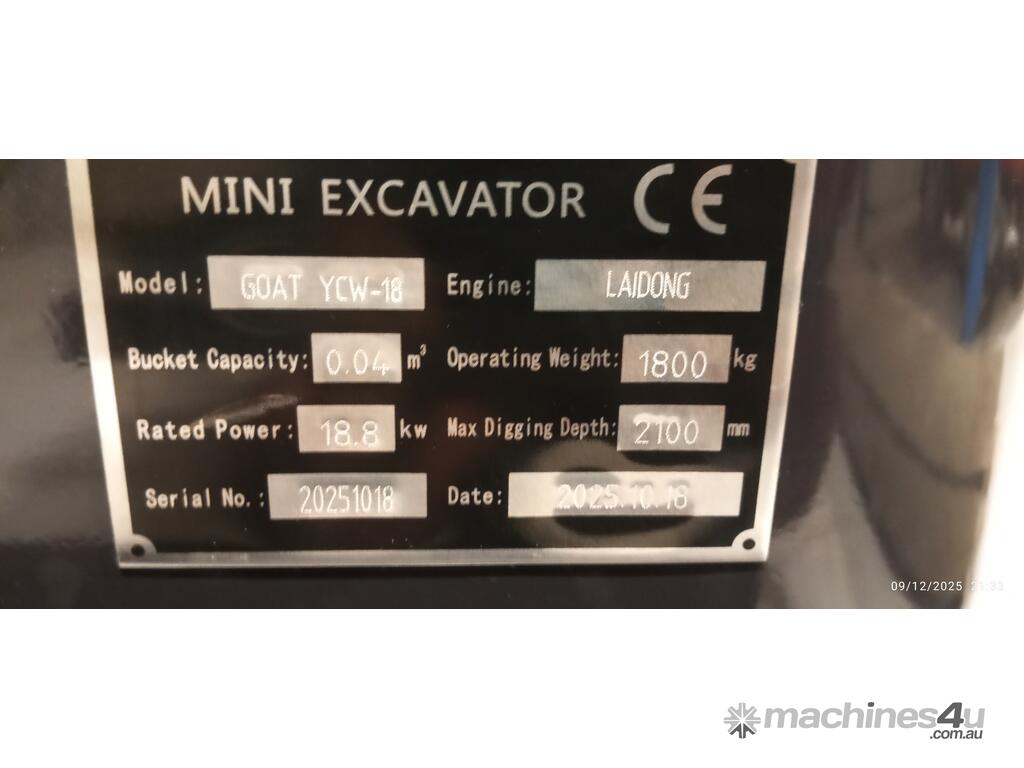 MINI EXCAVATOR CE
Model: GOAT YCW-18 Engine: LAIDONG
Bucket Capacity: 0.04 m³ Operating Weight: 1800 kg
Rated Power: 18.8 kw Max Digging Depth: 2100 mm
Serial No.: 20251018 Date: 2025.10.18
09/12/2025 21:33
machines4u
.com.au